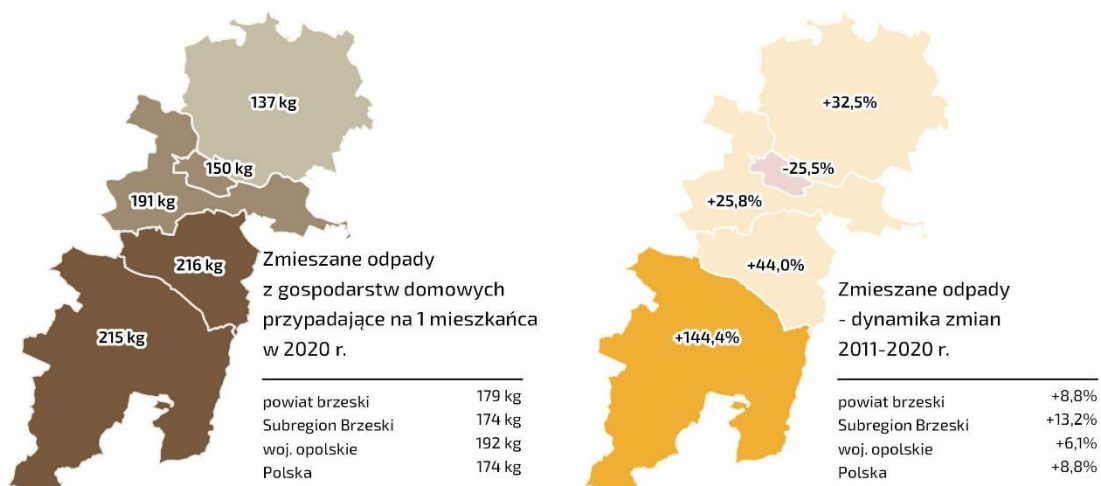 137 kg
150 kg
191 kg
216 kg
215 kg
Zmieszane odpady
z gospodarstw domowych
przypadające na 1 mieszkańca
w 2020 r.
powiat brzeski 179 kg
Subregion Brzeski 174 kg
woj. opolskie 192 kg
Polska 174 kg
+32,5%
-25,5%
+25,8%
+44,0%
+144,4%
Zmieszane odpady
- dynamika zmian
2011-2020 r.
powiat brzeski +8,8%
Subregion Brzeski +13,2%
woj. opolskie +6,1%
Polska +8,8%